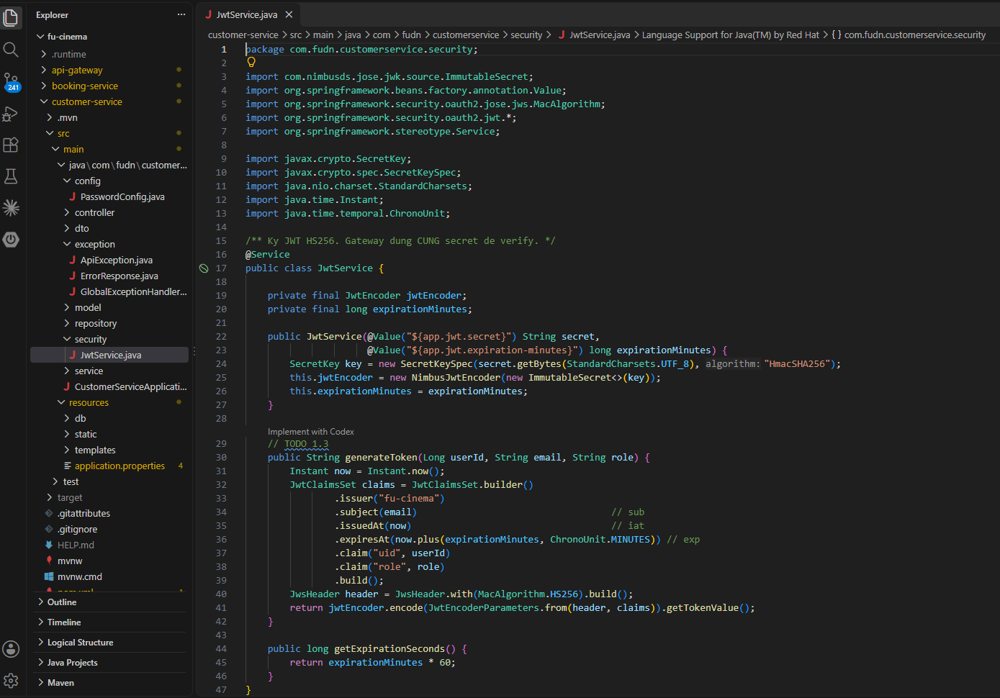 Explorer
···
fu-cinema
.runtime
api-gateway
booking-service
customer-service
.mvn
src
main
java\com\fudn\customer...
config
PasswordConfig.java
controller
dto
exception
ApiException.java
ErrorResponse.java
GlobalExceptionHandler...
model
repository
security
JwtService.java
service
CustomerServiceApplicati...
resources
db
static
templates
application.properties 4
test
target
.gitattributes
.gitignore
HELP.md
mvnw
mvnw.cmd
Outline
Timeline
Logical Structure
Java Projects
Maven
241
JwtService.java
customer-service > src > main > java > com > fudn > customerservice > security > JwtService.java > Language Support for Java(TM) by Red Hat > { } com.fudn.customerservice.security
1 package com.fudn.customerservice.security;
2
3 import com.nimbusds.jose.jwk.source.ImmutableSecret;
4 import org.springframework.beans.factory.annotation.Value;
5 import org.springframework.security.oauth2.jose.jws.MacAlgorithm;
6 import org.springframework.security.oauth2.jwt.*;
7 import org.springframework.stereotype.Service;
8
9 import javax.crypto.SecretKey;
10 import javax.crypto.spec.SecretKeySpec;
11 import java.nio.charset.StandardCharsets;
12 import java.time.Instant;
13 import java.time.temporal.ChronoUnit;
14
15 /** Ky JWT HS256. Gateway dung CUNG secret de verify. */
16 @Service
17 public class JwtService {
18
19 private final JwtEncoder jwtEncoder;
20 private final long expirationMinutes;
21
22 public JwtService(@Value("${app.jwt.secret}") String secret,
23 @Value("${app.jwt.expiration-minutes}") long expirationMinutes) {
24 SecretKey key = new SecretKeySpec(secret.getBytes(StandardCharsets.UTF_8), algorithm: "HmacSHA256");
25 this.jwtEncoder = new NimbusJwtEncoder(new ImmutableSecret<>(key));
26 this.expirationMinutes = expirationMinutes;
27 }
28
Implement with Codex
29 // TODO 1.3
30 public String generateToken(Long userId, String email, String role) {
31 Instant now = Instant.now();
32 JwtClaimsSet claims = JwtClaimsSet.builder()
33 .issuer("fu-cinema")
34 .subject(email) // sub
35 .issuedAt(now) // iat
36 .expiresAt(now.plus(expirationMinutes, ChronoUnit.MINUTES)) // exp
37 .claim("uid", userId)
38 .claim("role", role)
39 .build();
40 JwsHeader header = JwsHeader.with(MacAlgorithm.HS256).build();
41 return jwtEncoder.encode(JwtEncoderParameters.from(header, claims)).getTokenValue();
42 }
43
44 public long getExpirationSeconds() {
45 return expirationMinutes * 60;
46 }
47 }